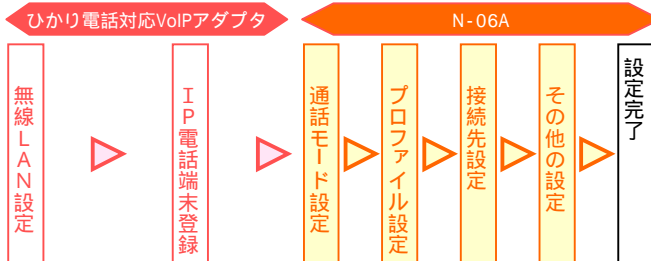 ひかり電話対応VoIPアダプタ
N-06A
無線LAN設定
IP電話端末登録
通話モード設定
プロファイル設定
接続先設定
その他の設定
設定完了